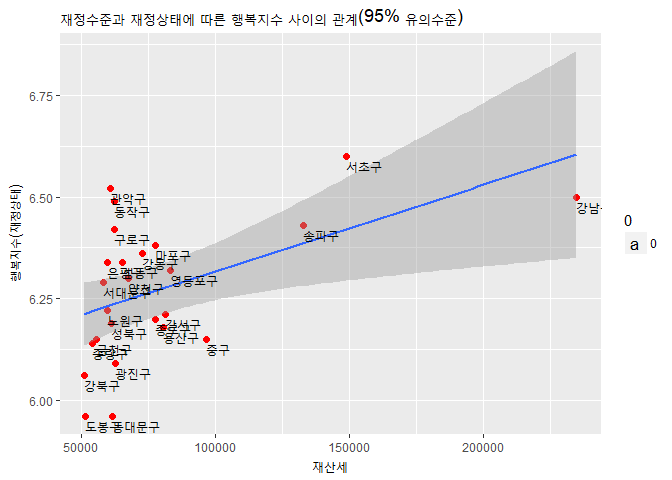 재정수준과 재정상태에 따른 행복지수 사이의 관계(95% 유의수준)
행복지수(재정상태)
6.75
6.50
6.25
6.00
서초구
강남
송파구
관악구
동작구
구로구
마포구
강동구
은평
양천구
영등포구
서대문구
노원구
성북구
강서구
용산구
중구
금천구
광진구
강북구
도봉구
동대문구
50000
100000
150000
200000
재산세
0
a 0